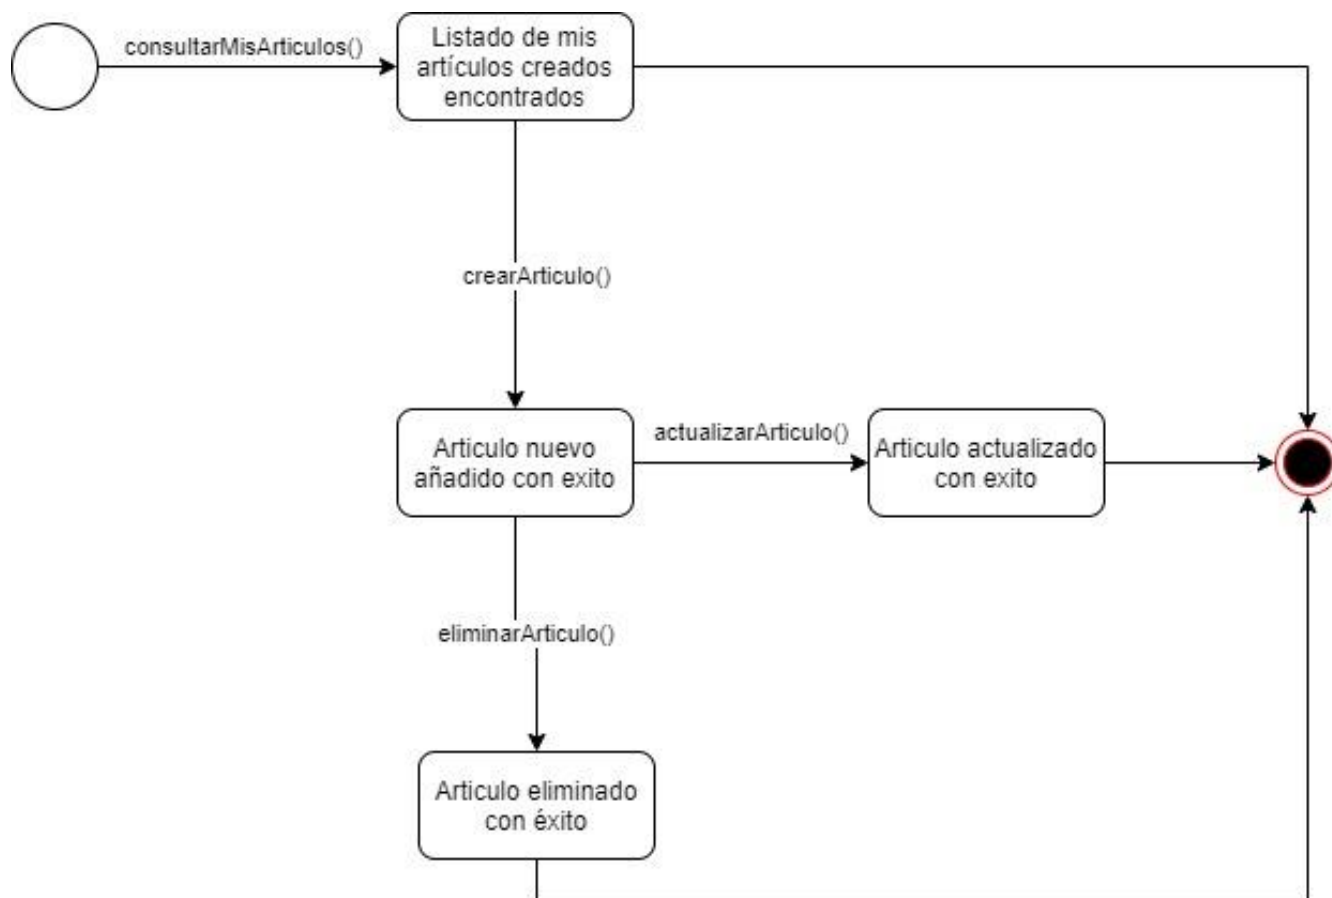 consultarMisArticulos()
Listado de mis
artículos creados
encontrados
crearArticulo()
Articulo nuevo
añadido con exito
actualizarArticulo()
Articulo actualizado
con exito
eliminarArticulo()
Articulo eliminado
con éxito